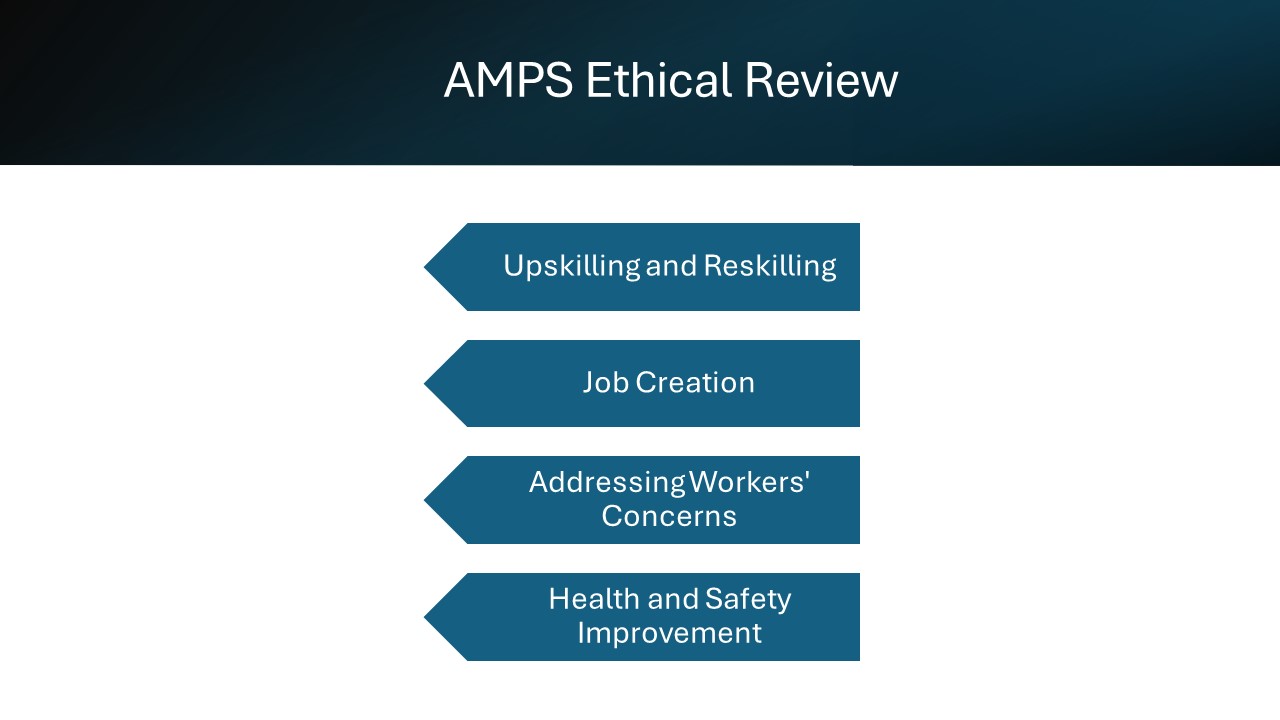 AMPS Ethical Review
Upskilling and Reskilling
Job Creation
Addressing Workers'
Concerns
Health and Safety
Improvement